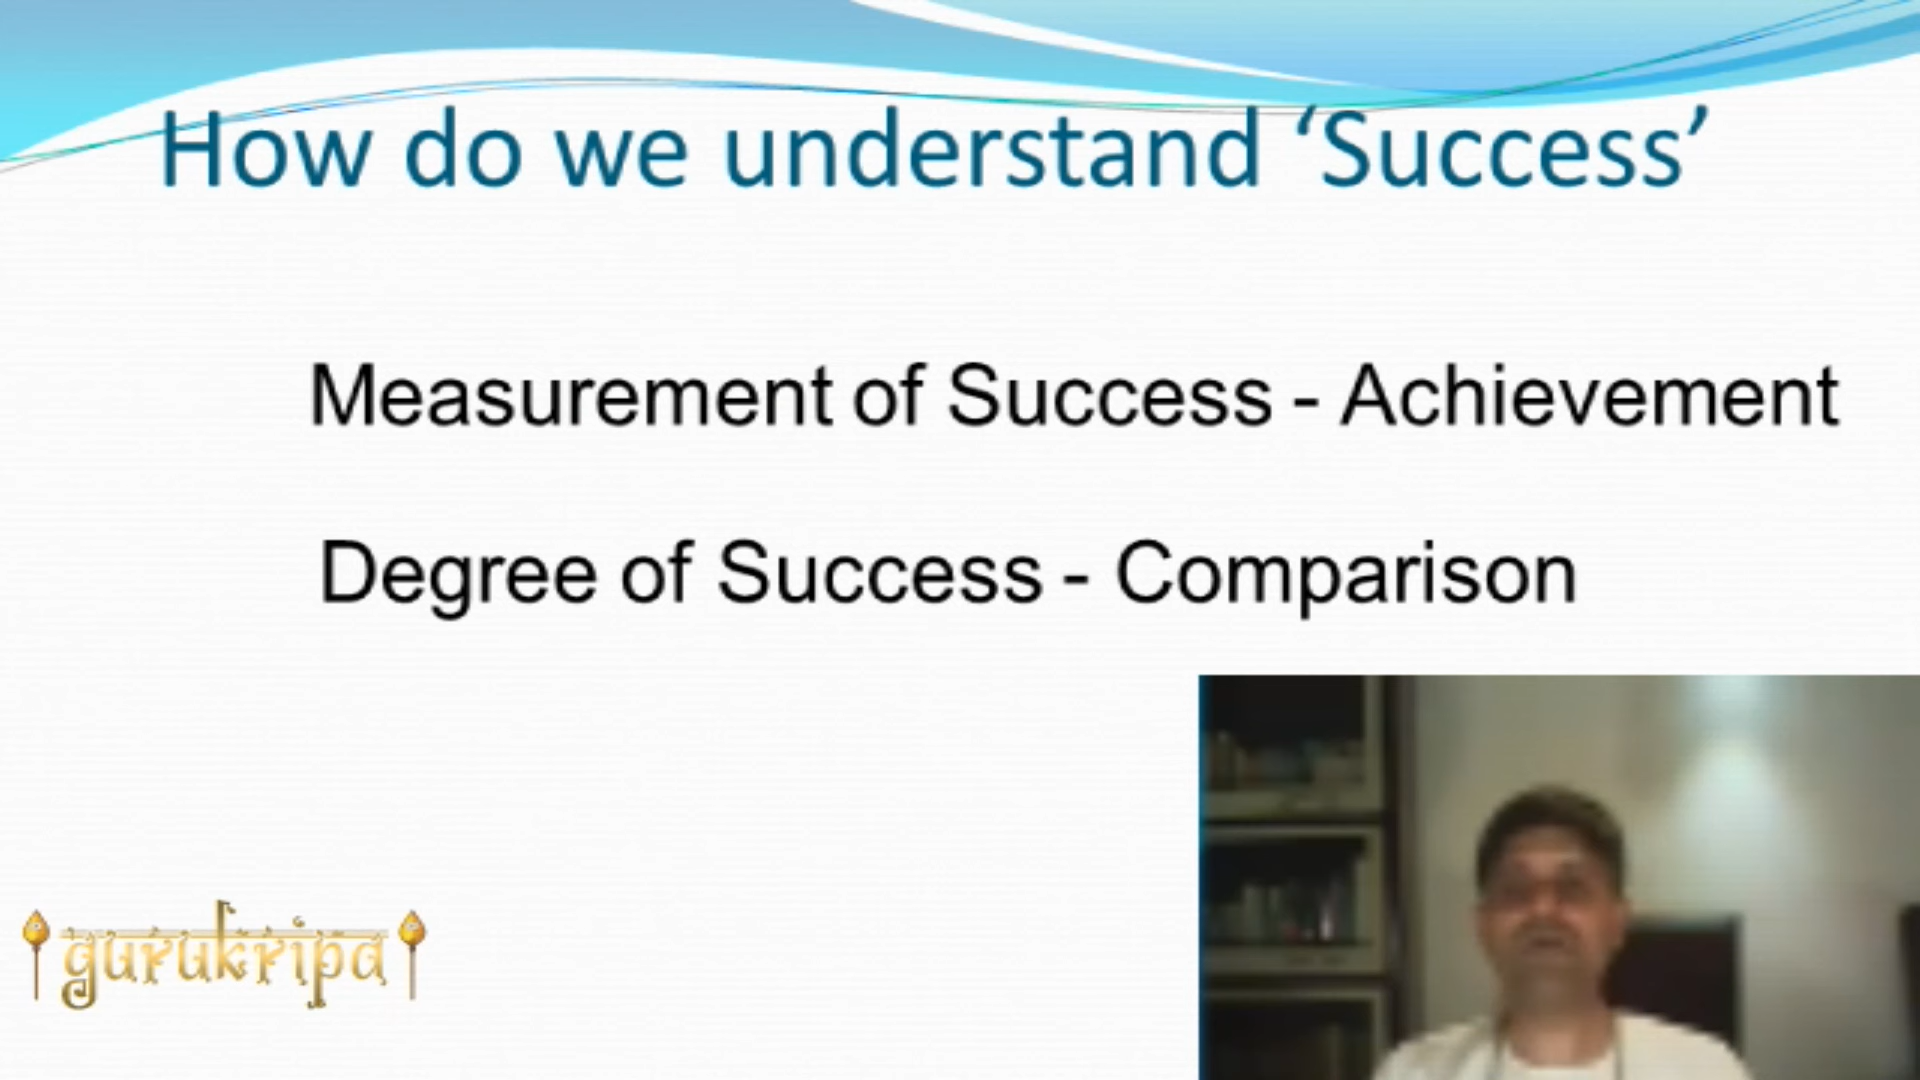 How do we understand ‘Success’
Measurement of Success - Achievement
Degree of Success - Comparison
gurukripa